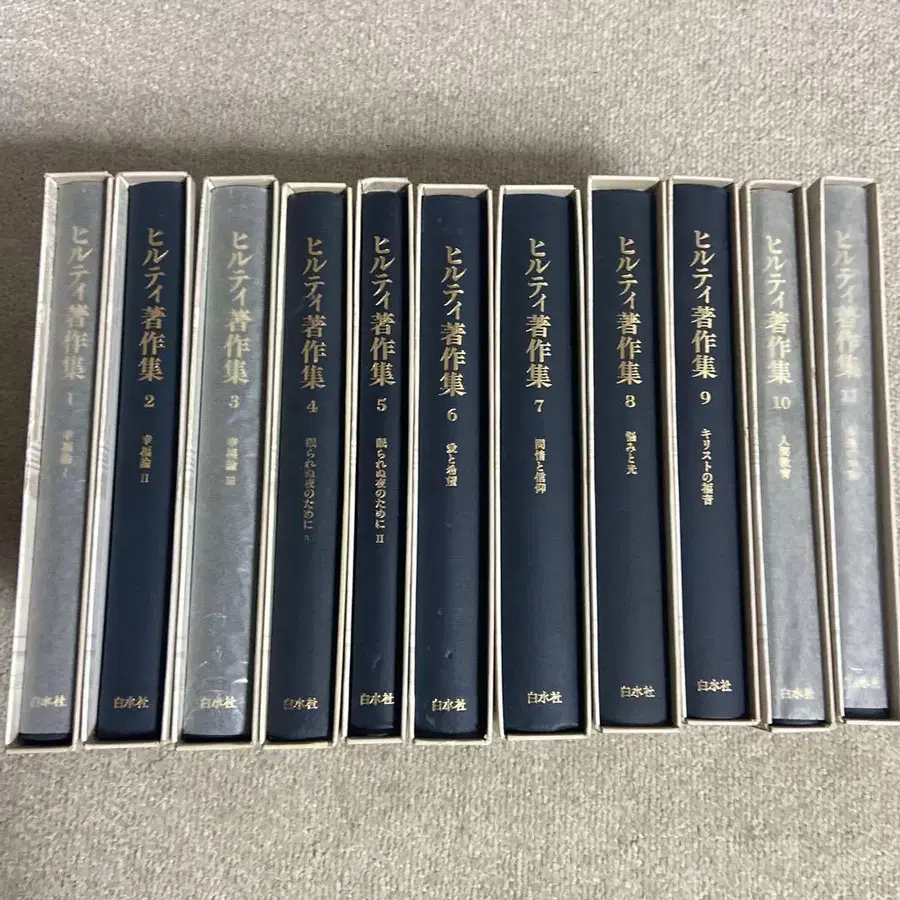 ヒルティ著作集
1
幸福論 I
白水社
ヒルティ著作集
2
幸福論 II
白水社
ヒルティ著作集
3
幸福論 III
白水社
ヒルティ著作集
4
眠られぬ夜のために
白水社
ヒルティ著作集
5
眠られぬ夜のために II
白水社
ヒルティ著作集
6
愛と希望
白水社
ヒルティ著作集
7
同情と信仰
白水社
ヒルティ著作集
8
悩みと光
白水社
ヒルティ著作集
9
キリストの福音
白水社
ヒルティ著作集
10
人間教育
白水社
ヒルティ著作集
白水社